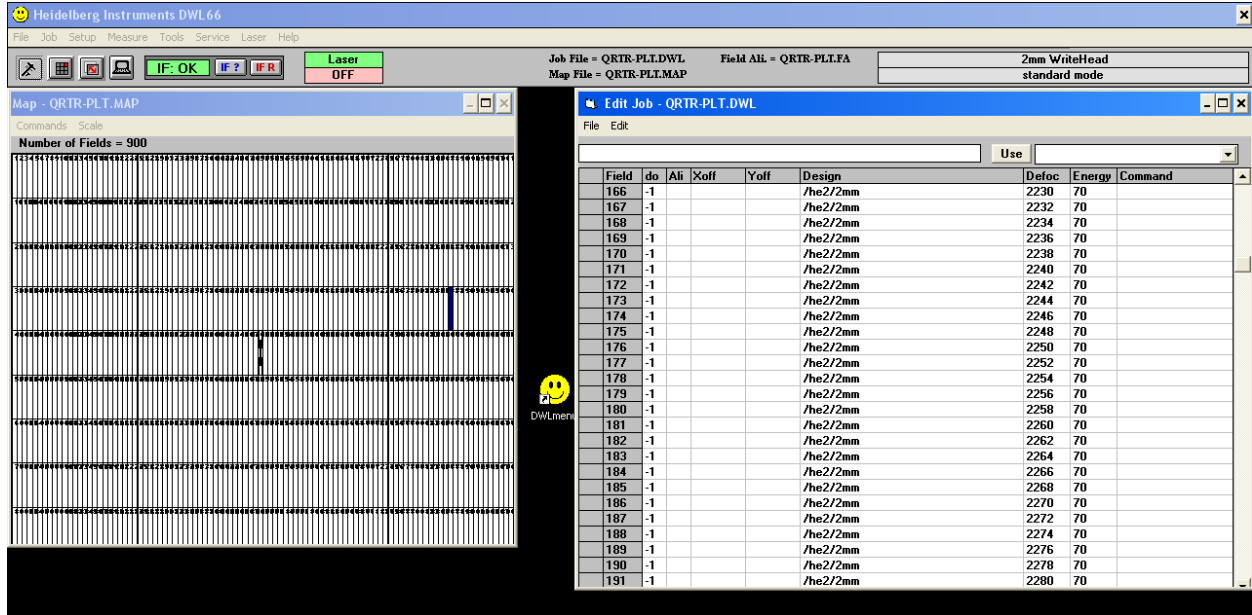 Heidelberg Instruments DWL66
File Job Setup Measure Tools Service Laser Help
IF: OK IF ? IF R
Laser
OFF
Job File = QRTR-PLT.DWL Field Ali. = QRTR-PLT.FA
Map File = QRTR-PLT.MAP
2mm WriteHead
standard mode
Map - QRTR-PLT.MAP
Commands Scale
Number of Fields = 900
DWLmenu
Edit Job - QRTR-PLT.DWL
File Edit
Use
Field do Ali Xoff Yoff Design Defoc Energy Command
166 -1 /he2/2mm 2230 70
167 -1 /he2/2mm 2232 70
168 -1 /he2/2mm 2234 70
169 -1 /he2/2mm 2236 70
170 -1 /he2/2mm 2238 70
171 -1 /he2/2mm 2240 70
172 -1 /he2/2mm 2242 70
173 -1 /he2/2mm 2244 70
174 -1 /he2/2mm 2246 70
175 -1 /he2/2mm 2248 70
176 -1 /he2/2mm 2250 70
177 -1 /he2/2mm 2252 70
178 -1 /he2/2mm 2254 70
179 -1 /he2/2mm 2256 70
180 -1 /he2/2mm 2258 70
181 -1 /he2/2mm 2260 70
182 -1 /he2/2mm 2262 70
183 -1 /he2/2mm 2264 70
184 -1 /he2/2mm 2266 70
185 -1 /he2/2mm 2268 70
186 -1 /he2/2mm 2270 70
187 -1 /he2/2mm 2272 70
188 -1 /he2/2mm 2274 70
189 -1 /he2/2mm 2276 70
190 -1 /he2/2mm 2278 70
191 -1 /he2/2mm 2280 70